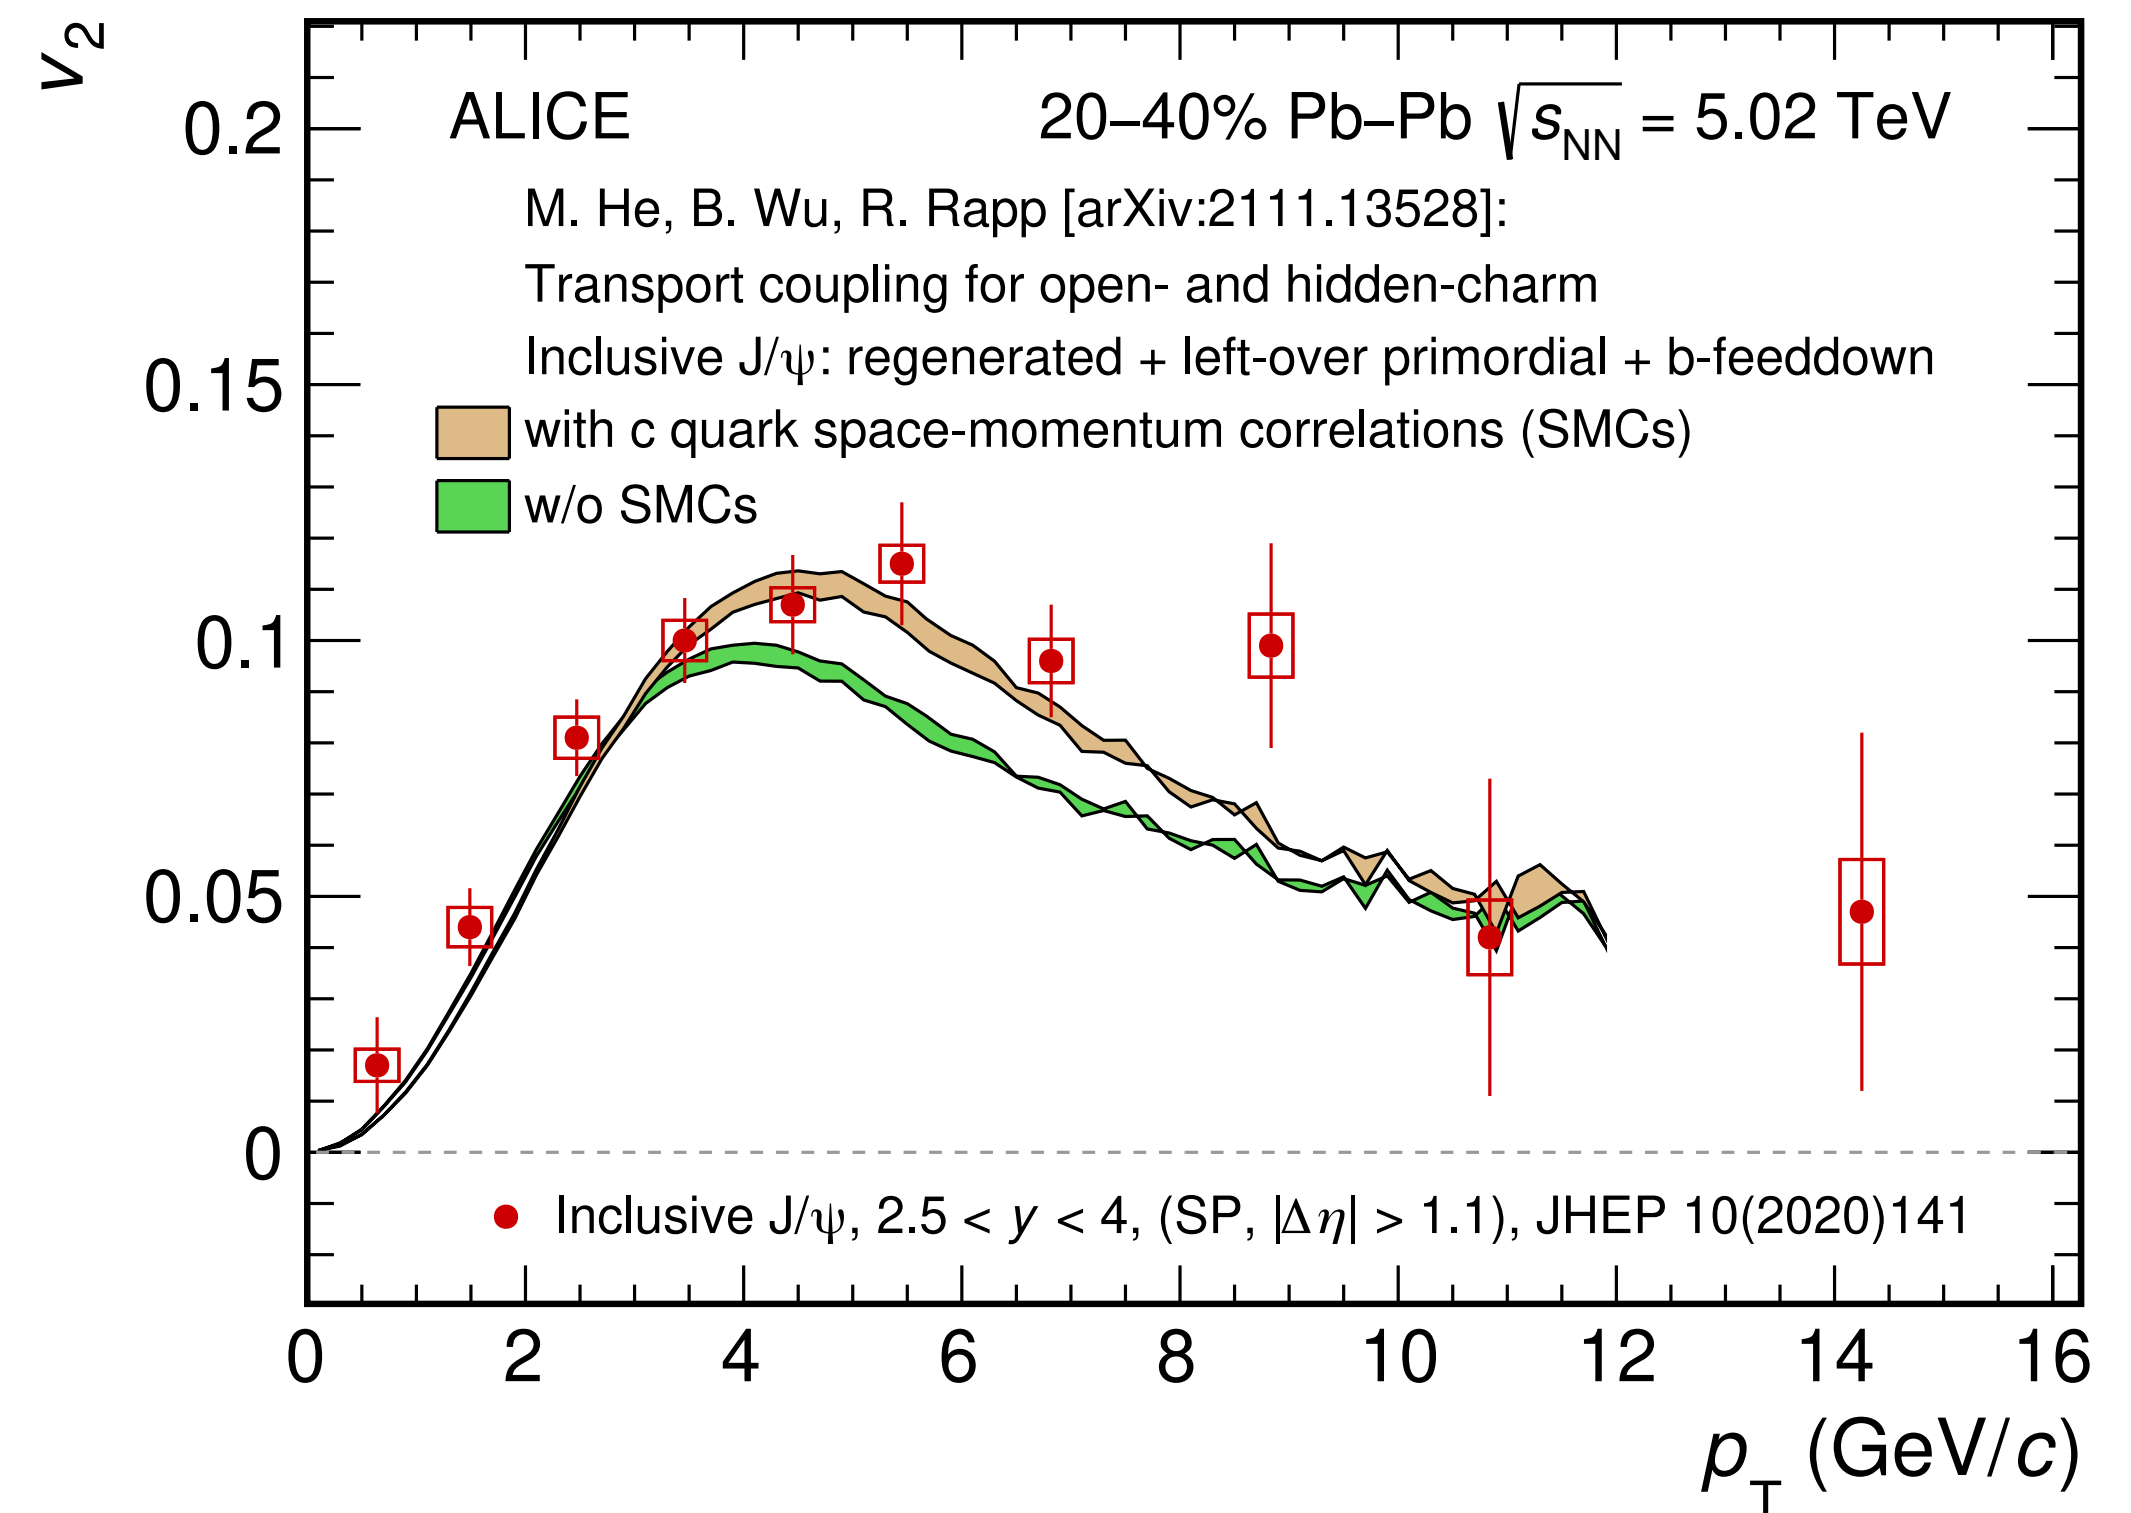 v2
ALICE 20–40% Pb–Pb √sNN = 5.02 TeV
M. He, B. Wu, R. Rapp [arXiv:2111.13528]:
Transport coupling for open- and hidden-charm
Inclusive J/ψ: regenerated + left-over primordial + b-feeddown
with c quark space-momentum correlations (SMCs)
w/o SMCs
0.2
0.15
0.1
0.05
0
Inclusive J/ψ, 2.5 < y < 4, (SP, |Δη| > 1.1), JHEP 10(2020)141
0 2 4 6 8 10 12 14 16
pT (GeV/c)